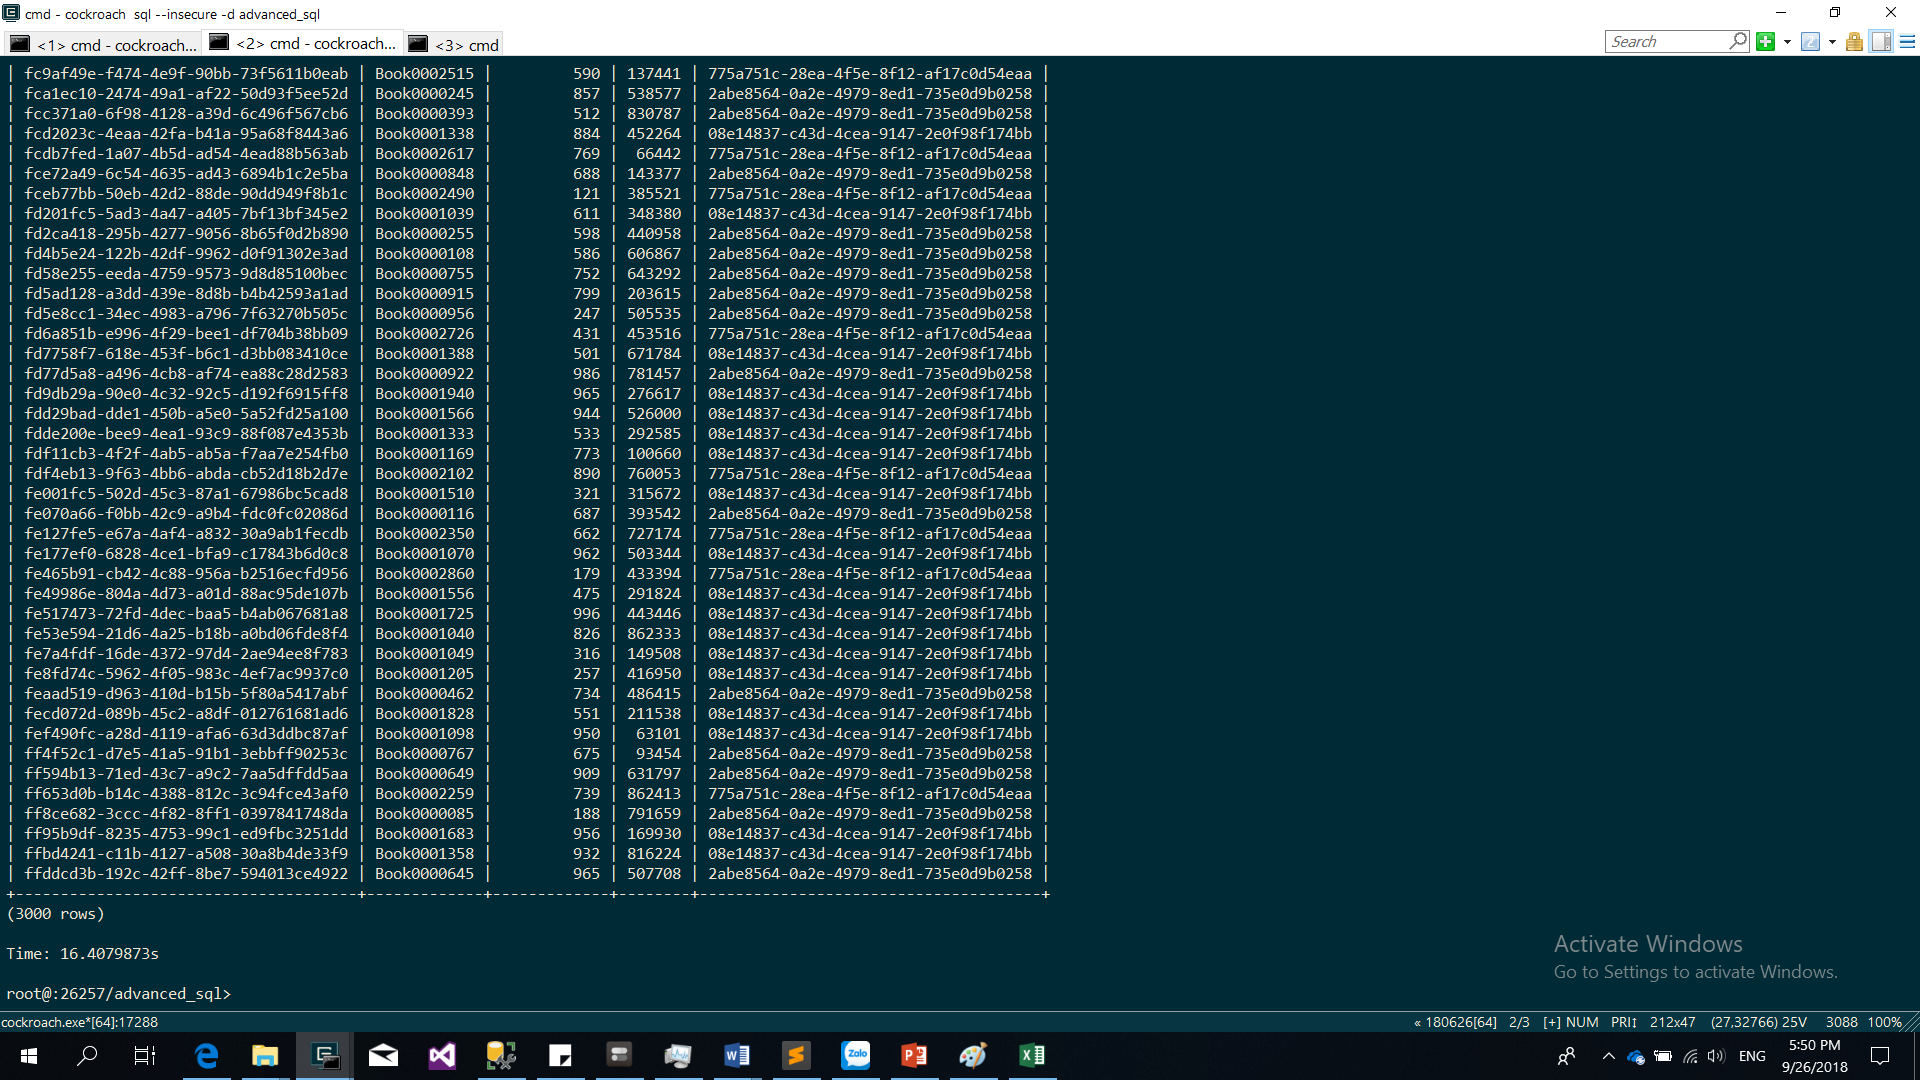 cmd - cockroach  sql --insecure -d advanced_sql
<1> cmd - cockroach... <2> cmd - cockroach... <3> cmd Search
| fc9af49e-f474-4e9f-90bb-73f5611b0eab | Book0002515 | 590 | 137441 | 775a751c-28ea-4f5e-8f12-af17c0d54eaa |
| fca1ec10-2474-49a1-af22-50d93f5ee52d | Book0000245 | 857 | 538577 | 2abe8564-0a2e-4979-8ed1-735e0d9b0258 |
| fcc371a0-6f98-4128-a39d-6c496f567cb6 | Book0000393 | 512 | 830787 | 2abe8564-0a2e-4979-8ed1-735e0d9b0258 |
| fcd2023c-4eaa-42fa-b41a-95a68f8443a6 | Book0001338 | 884 | 452264 | 08e14837-c43d-4cea-9147-2e0f98f174bb |
| fcdb7fed-1a07-4b5d-ad54-4ead88b563ab | Book0002617 | 769 | 66442 | 775a751c-28ea-4f5e-8f12-af17c0d54eaa |
| fce72a49-6c54-4635-ad43-6894b1c2e5ba | Book0000848 | 688 | 143377 | 2abe8564-0a2e-4979-8ed1-735e0d9b0258 |
| fceb77bb-50eb-42d2-88de-90dd949f8b1c | Book0002490 | 121 | 385521 | 775a751c-28ea-4f5e-8f12-af17c0d54eaa |
| fd201fc5-5ad3-4a47-a405-7bf13bf345e2 | Book0001039 | 611 | 348380 | 08e14837-c43d-4cea-9147-2e0f98f174bb |
| fd2ca418-295b-4277-9056-8b65f0d2b890 | Book0000255 | 598 | 440958 | 2abe8564-0a2e-4979-8ed1-735e0d9b0258 |
| fd4b5e24-122b-42df-9962-d0f91302e3ad | Book0000108 | 586 | 606867 | 2abe8564-0a2e-4979-8ed1-735e0d9b0258 |
| fd58e255-eeda-4759-9573-9d8d85100bec | Book0000755 | 752 | 643292 | 2abe8564-0a2e-4979-8ed1-735e0d9b0258 |
| fd5ad128-a3dd-439e-8d8b-b4b42593a1ad | Book0000915 | 799 | 203615 | 2abe8564-0a2e-4979-8ed1-735e0d9b0258 |
| fd5e8cc1-34ec-4983-a796-7f63270b505c | Book0000956 | 247 | 505535 | 2abe8564-0a2e-4979-8ed1-735e0d9b0258 |
| fd6a851b-e996-4f29-bee1-df704b38bb09 | Book0002726 | 431 | 453516 | 775a751c-28ea-4f5e-8f12-af17c0d54eaa |
| fd7758f7-618e-453f-b6c1-d3bb083410ce | Book0001388 | 501 | 671784 | 08e14837-c43d-4cea-9147-2e0f98f174bb |
| fd77d5a8-a496-4cb8-af74-ea88c28d2583 | Book0000922 | 986 | 781457 | 2abe8564-0a2e-4979-8ed1-735e0d9b0258 |
| fd9db29a-90e0-4c32-92c5-d192f6915ff8 | Book0001940 | 965 | 276617 | 08e14837-c43d-4cea-9147-2e0f98f174bb |
| fdd29bad-dde1-450b-a5e0-5a52fd25a100 | Book0001566 | 944 | 526000 | 08e14837-c43d-4cea-9147-2e0f98f174bb |
| fdde200e-bee9-4ea1-93c9-88f087e4353b | Book0001333 | 533 | 292585 | 08e14837-c43d-4cea-9147-2e0f98f174bb |
| fdf11cb3-4f2f-4ab5-ab5a-f7aa7e254fb0 | Book0001169 | 773 | 100660 | 08e14837-c43d-4cea-9147-2e0f98f174bb |
| fdf4eb13-9f63-4bb6-abda-cb52d18b2d7e | Book0002102 | 890 | 760053 | 775a751c-28ea-4f5e-8f12-af17c0d54eaa |
| fe001fc5-502d-45c3-87a1-67986bc5cad8 | Book0001510 | 321 | 315672 | 08e14837-c43d-4cea-9147-2e0f98f174bb |
| fe070a66-f0bb-42c9-a9b4-fdc0fc02086d | Book0000116 | 687 | 393542 | 2abe8564-0a2e-4979-8ed1-735e0d9b0258 |
| fe127fe5-e67a-4af4-a832-30a9ab1fecdb | Book0002350 | 662 | 727174 | 775a751c-28ea-4f5e-8f12-af17c0d54eaa |
| fe177ef0-6828-4ce1-bfa9-c17843b6d0c8 | Book0001070 | 962 | 503344 | 08e14837-c43d-4cea-9147-2e0f98f174bb |
| fe465b91-cb42-4c88-956a-b2516ecfd956 | Book0002860 | 179 | 433394 | 775a751c-28ea-4f5e-8f12-af17c0d54eaa |
| fe49986e-804a-4d73-a01d-88ac95de107b | Book0001556 | 475 | 291824 | 08e14837-c43d-4cea-9147-2e0f98f174bb |
| fe517473-72fd-4dec-baa5-b4ab067681a8 | Book0001725 | 996 | 443446 | 08e14837-c43d-4cea-9147-2e0f98f174bb |
| fe53e594-21d6-4a25-b18b-a0bd06fde8f4 | Book0001040 | 826 | 862333 | 08e14837-c43d-4cea-9147-2e0f98f174bb |
| fe7a4fdf-16de-4372-97d4-2ae94ee8f783 | Book0001049 | 316 | 149508 | 08e14837-c43d-4cea-9147-2e0f98f174bb |
| fe8fd74c-5962-4f05-983c-4ef7ac9937c0 | Book0001205 | 257 | 416950 | 08e14837-c43d-4cea-9147-2e0f98f174bb |
| feaad519-d963-410d-b15b-5f80a5417abf | Book0000462 | 734 | 486415 | 2abe8564-0a2e-4979-8ed1-735e0d9b0258 |
| fecd072d-089b-45c2-a8df-012761681ad6 | Book0001828 | 551 | 211538 | 08e14837-c43d-4cea-9147-2e0f98f174bb |
| fef490fc-a28d-4119-afa6-63d3ddbc87af | Book0001098 | 950 | 63101 | 08e14837-c43d-4cea-9147-2e0f98f174bb |
| ff4f52c1-d7e5-41a5-91b1-3ebbff90253c | Book0000767 | 675 | 93454 | 2abe8564-0a2e-4979-8ed1-735e0d9b0258 |
| ff594b13-71ed-43c7-a9c2-7aa5dffdd5aa | Book0000649 | 909 | 631797 | 2abe8564-0a2e-4979-8ed1-735e0d9b0258 |
| ff653d0b-b14c-4388-812c-3c94fce43af0 | Book0002259 | 739 | 862413 | 775a751c-28ea-4f5e-8f12-af17c0d54eaa |
| ff8ce682-3ccc-4f82-8ff1-0397841748da | Book0000085 | 188 | 791659 | 2abe8564-0a2e-4979-8ed1-735e0d9b0258 |
| ff95b9df-8235-4753-99c1-ed9fbc3251dd | Book0001683 | 956 | 169930 | 08e14837-c43d-4cea-9147-2e0f98f174bb |
| ffbd4241-c11b-4127-a508-30a8b4de33f9 | Book0001358 | 932 | 816224 | 08e14837-c43d-4cea-9147-2e0f98f174bb |
| ffddcd3b-192c-42ff-8be7-594013ce4922 | Book0000645 | 965 | 507708 | 2abe8564-0a2e-4979-8ed1-735e0d9b0258 |
+--------------------------------------+-------------+-------------+--------+--------------------------------------+
(3000 rows)
Time: 16.4079873s
Activate Windows
Go to Settings to activate Windows.
root@:26257/advanced_sql>
cockroach.exe*[64]:17288 « 180626[64] 2/3 [+] NUM PRI↕ 212x47 (27,32766) 25V 3088 100%
Zalo
ENG
5:50 PM
9/26/2018